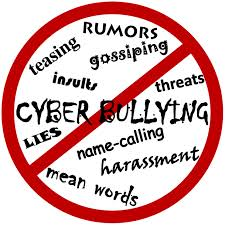 RUMORS
teasing
gossiping
insults
threats
CYBER BULLYING
LIES
name-calling
harassment
mean words